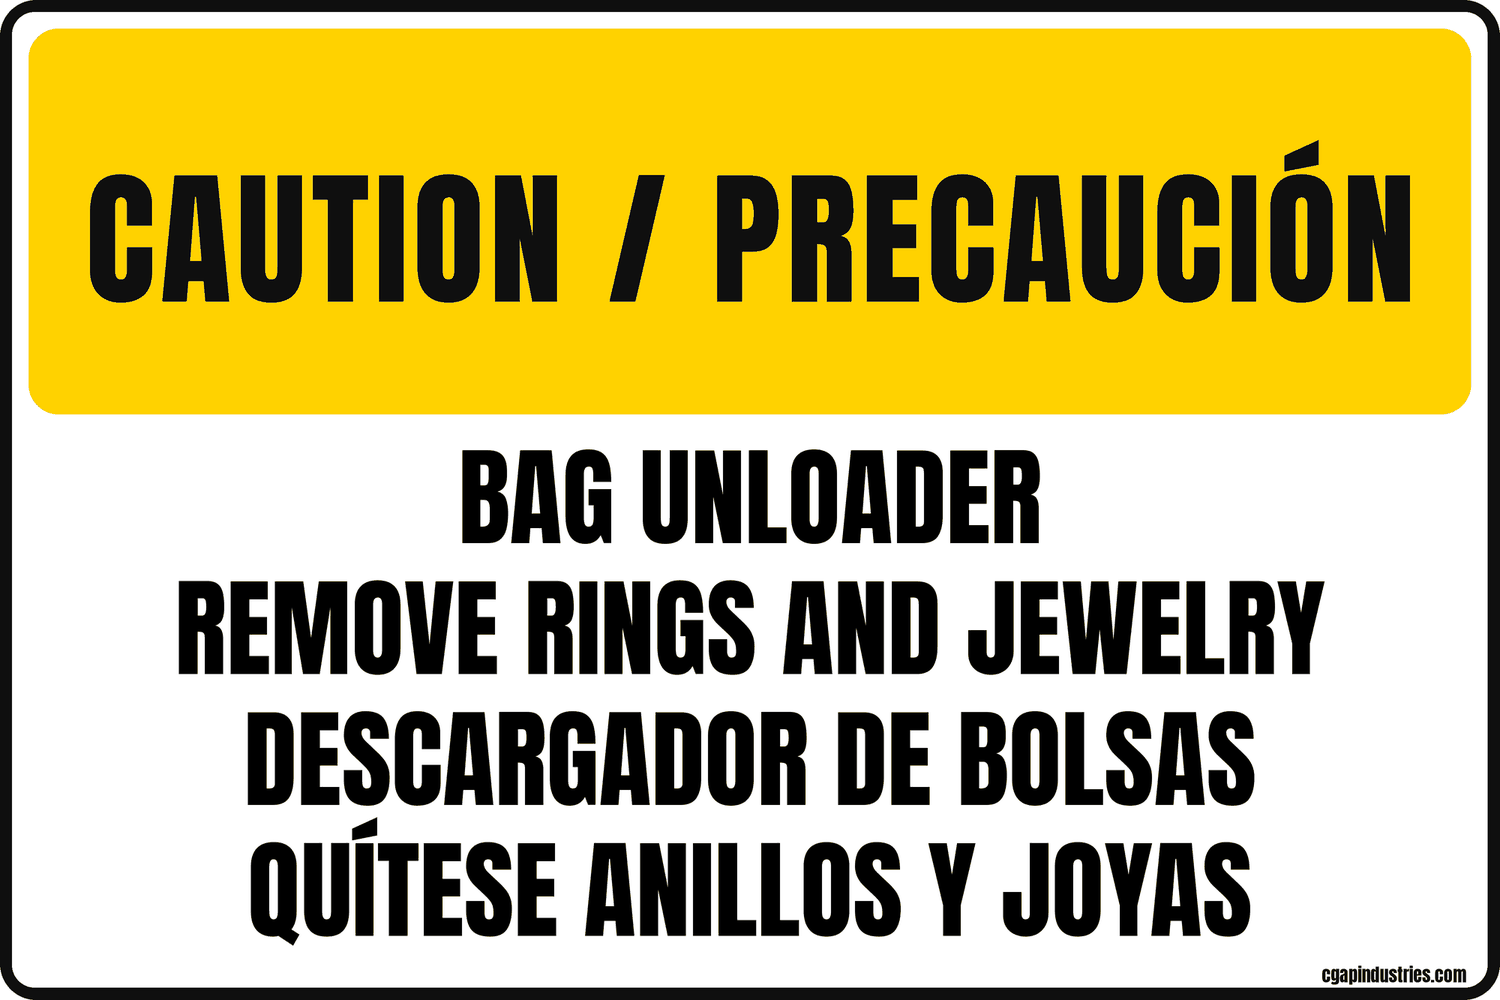 CAUTION / PRECAUCIÓN
BAG UNLOADER
REMOVE RINGS AND JEWELRY
DESCARGADOR DE BOLSAS
QUÍTESE ANILLOS Y JOYAS
cgapindustries.com